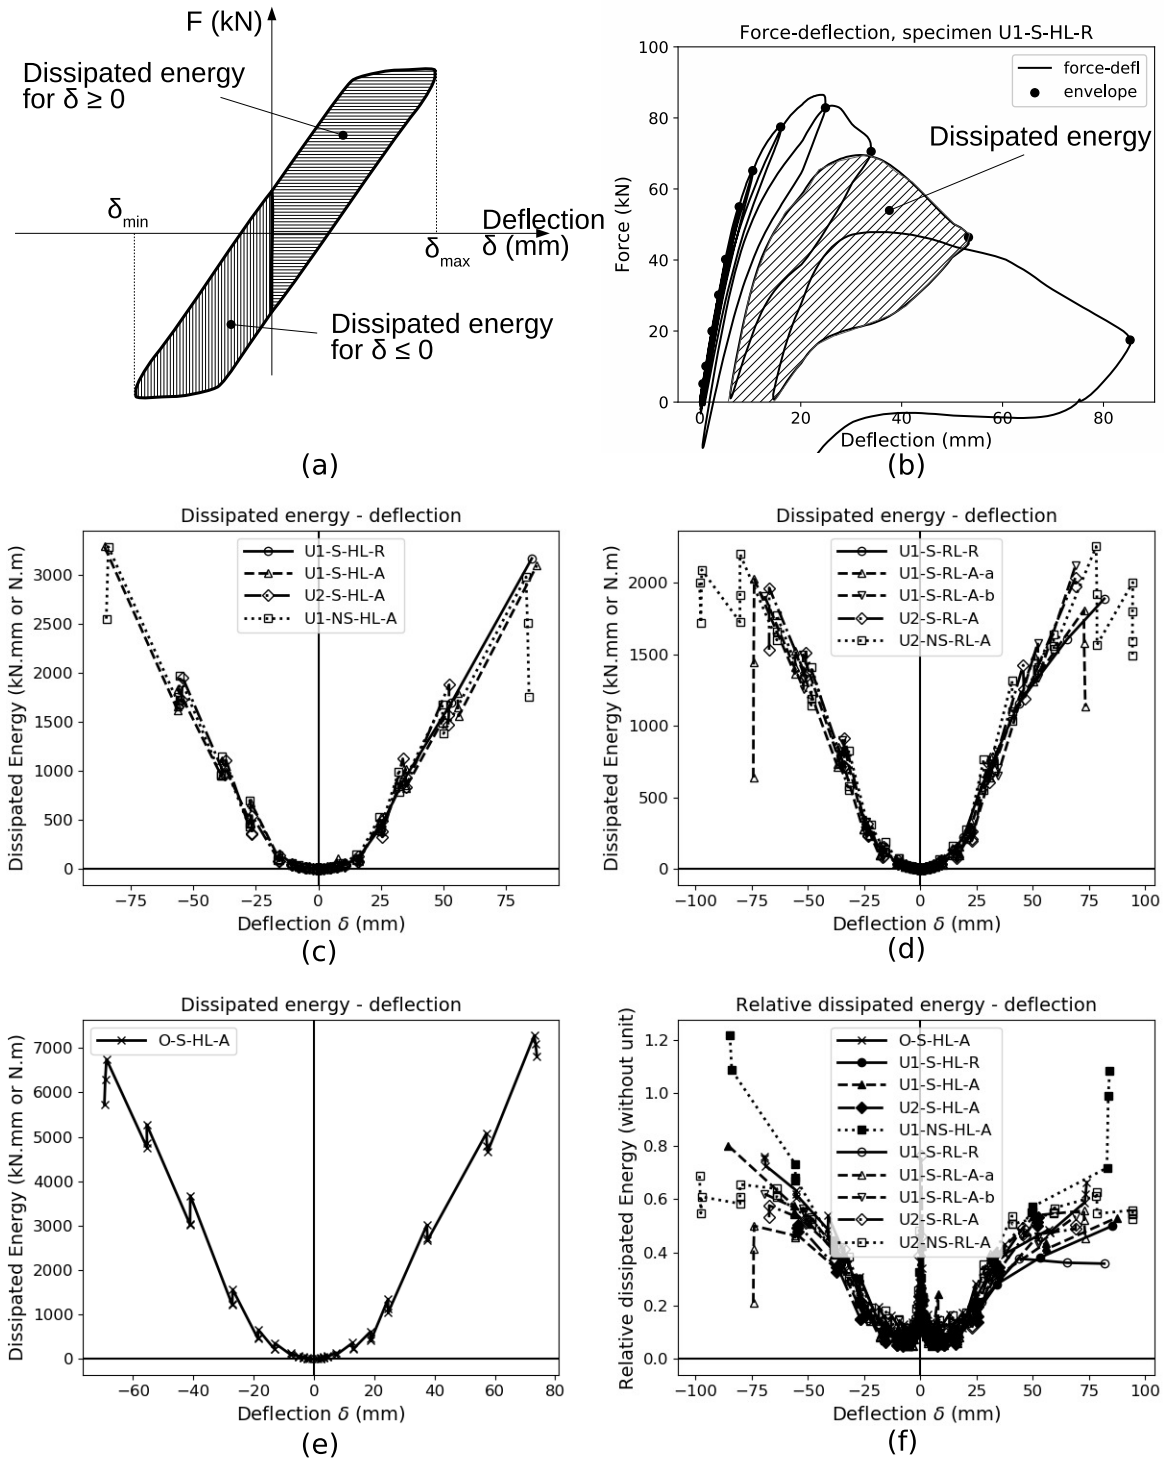 F (kN)
Dissipated energy
for δ ≥ 0
δmin
Deflection
δ (mm)
δmax
Dissipated energy
for δ ≤ 0
(a)
Force-deflection, specimen U1-S-HL-R
100
80
60
40
20
0
Force (kN)
force-defl
envelope
Dissipated energy
0 20 40 60 80
Deflection (mm)
(b)
Dissipated energy - deflection
3000
2500
2000
1500
1000
500
0
Dissipated Energy (kN.mm or N.m)
U1-S-HL-R
U1-S-HL-A
U2-S-HL-A
U1-NS-HL-A
−75 −50 −25 0 25 50 75
Deflection δ (mm)
(c)
Dissipated energy - deflection
2000
1500
1000
500
0
Dissipated Energy (kN.mm or N.m)
U1-S-RL-R
U1-S-RL-A-a
U1-S-RL-A-b
U2-S-RL-A
U2-NS-RL-A
−100 −75 −50 −25 0 25 50 75 100
Deflection δ (mm)
(d)
Dissipated energy - deflection
7000
6000
5000
4000
3000
2000
1000
0
Dissipated Energy (kN.mm or N.m)
O-S-HL-A
−60 −40 −20 0 20 40 60 80
Deflection δ (mm)
(e)
Relative dissipated energy - deflection
1.2
1.0
0.8
0.6
0.4
0.2
0.0
Relative dissipated Energy (without unit)
O-S-HL-A
U1-S-HL-R
U1-S-HL-A
U2-S-HL-A
U1-NS-HL-A
U1-S-RL-R
U1-S-RL-A-a
U1-S-RL-A-b
U2-S-RL-A
U2-NS-RL-A
−100 −75 −50 −25 0 25 50 75 100
Deflection δ (mm)
(f)